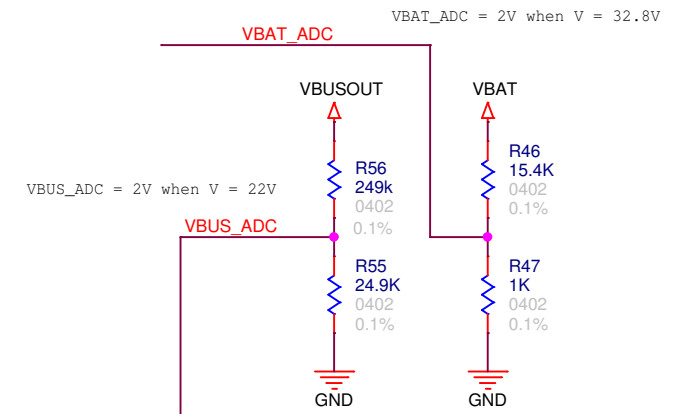 VBAT_ADC = 2V when V = 32.8V
VBAT_ADC
VBUSOUT
VBAT
R56
249k
0402
0.1%
R46
15.4K
0402
0.1%
VBUS_ADC = 2V when V = 22V
VBUS_ADC
R55
24.9K
0402
0.1%
R47
1K
0402
0.1%
GND
GND